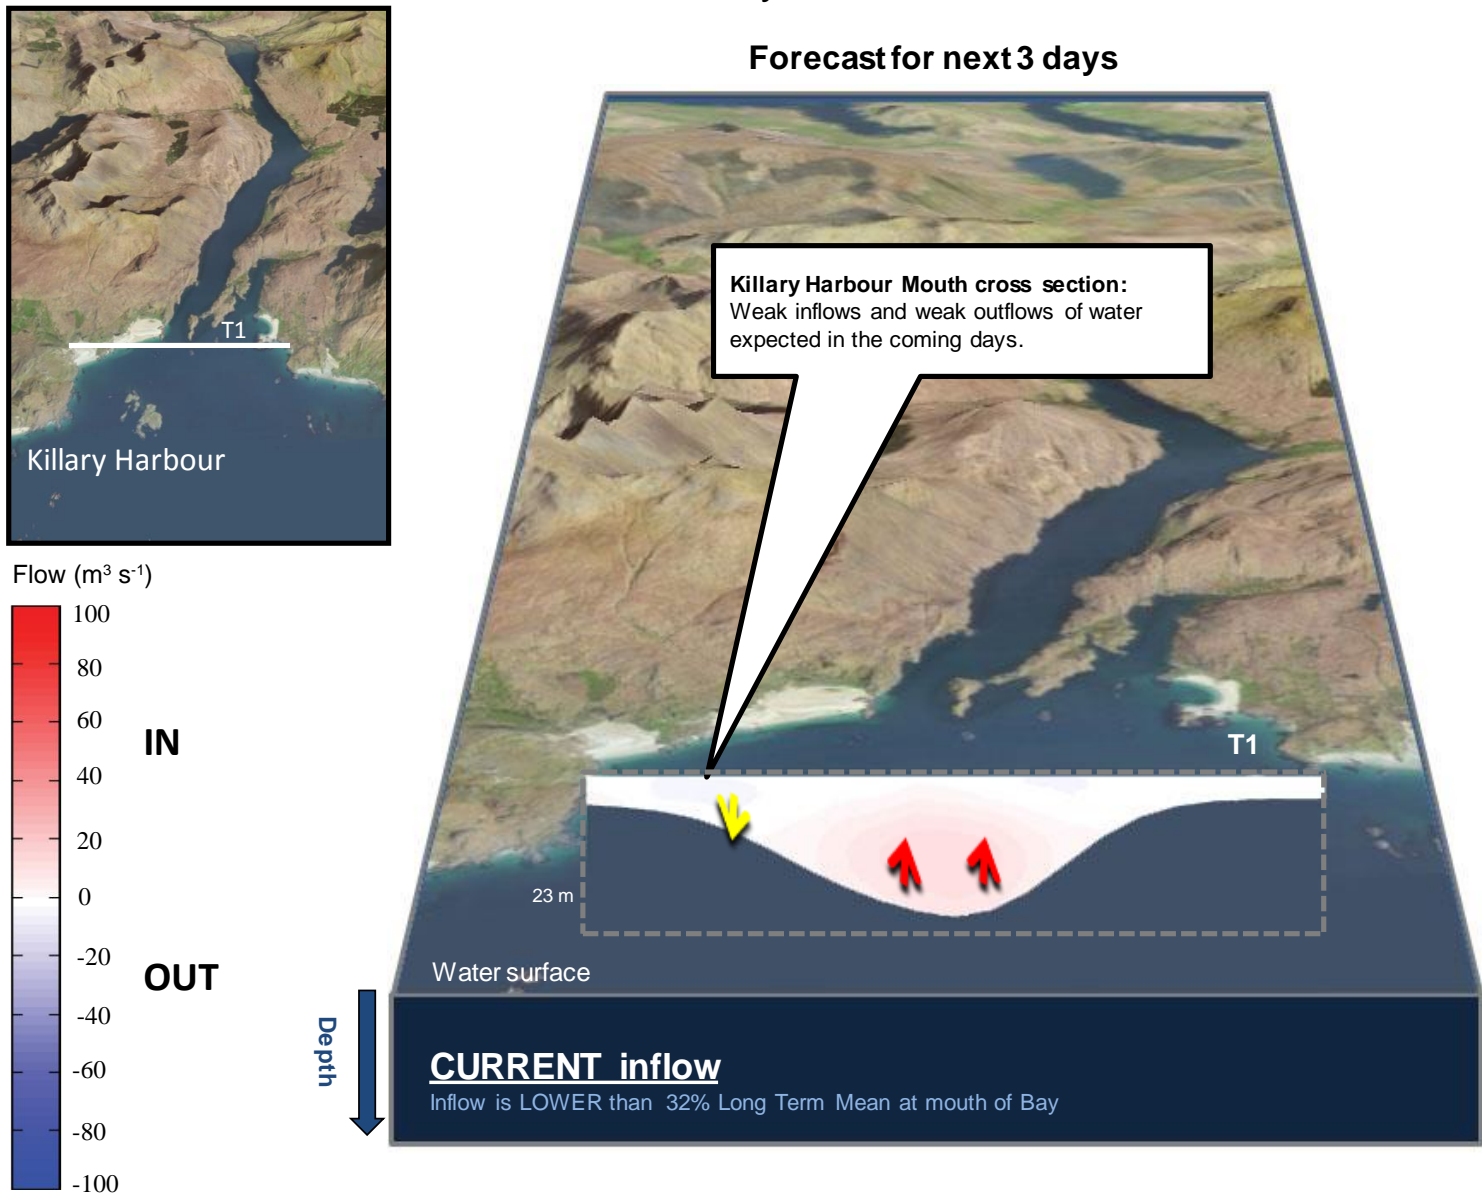 Forecast for next 3 days
T1
Killary Harbour
Killary Harbour Mouth cross section:
Weak inflows and weak outflows of water
expected in the coming days.
Flow (m³ s⁻¹)
100
80
60
40
20
0
-20
-40
-60
-80
-100
IN
OUT
T1
23 m
Water surface
Depth
CURRENT inflow
Inflow is LOWER than 32% Long Term Mean at mouth of Bay